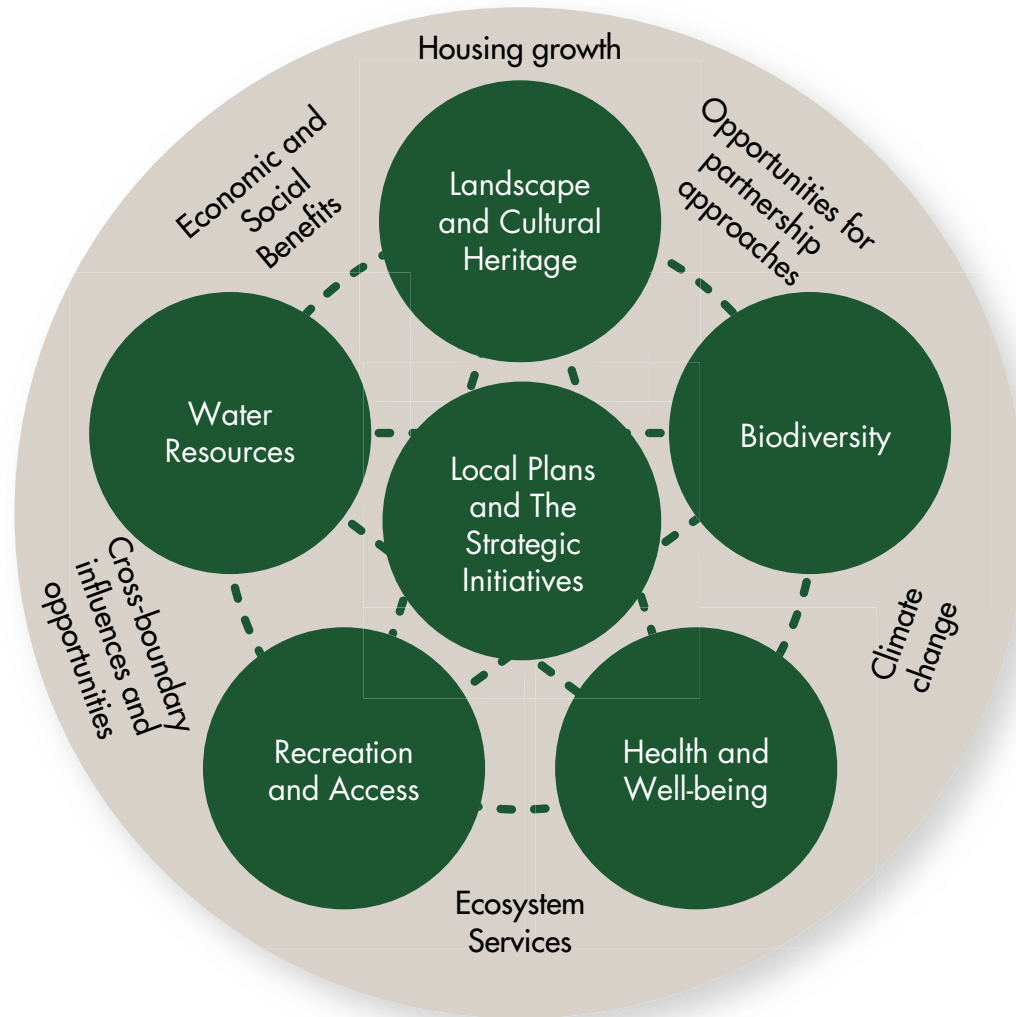 Housing growth
Economic and
Social
Benefits
Opportunities for
partnership
approaches
Landscape
and Cultural
Heritage
Water
Resources
Biodiversity
Local Plans
and The
Strategic
Initiatives
Cross-boundary
influences and
opportunities
Climate
change
Recreation
and Access
Health and
Well-being
Ecosystem
Services